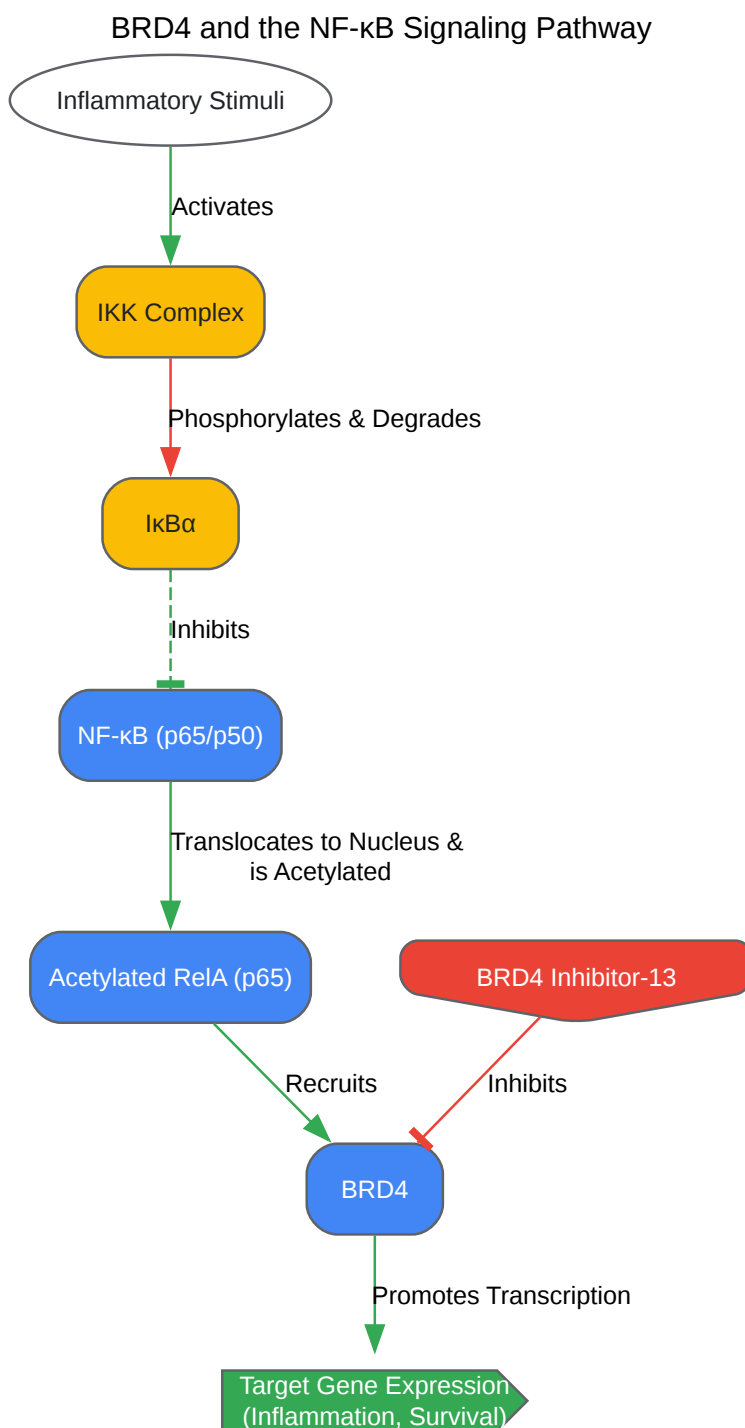 BRD4 and the NF-κB Signaling Pathway
Inflammatory Stimuli
Activates
IKK Complex
Phosphorylates & Degrades
IκBα
Inhibits
NF-κB (p65/p50)
Translocates to Nucleus &
is Acetylated
Acetylated RelA (p65)
BRD4 Inhibitor-13
Recruits
Inhibits
BRD4
Promotes Transcription
Target Gene Expression
(Inflammation, Survival)